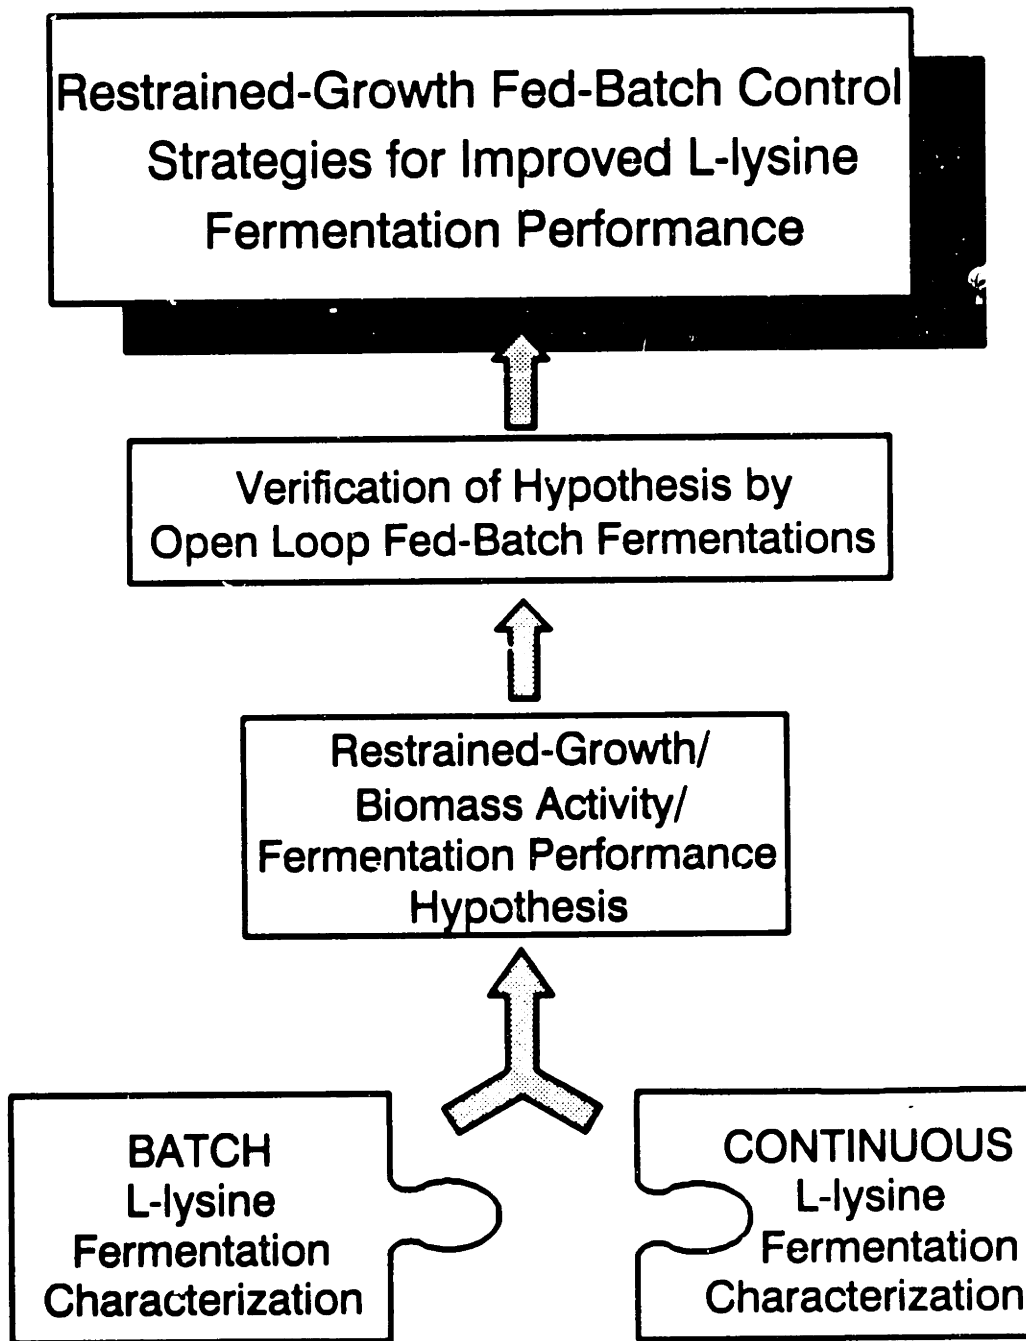 Restrained-Growth Fed-Batch Control
Strategies for Improved L-lysine
Fermentation Performance
Verification of Hypothesis by
Open Loop Fed-Batch Fermentations
Restrained-Growth/
Biomass Activity/
Fermentation Performance
Hypothesis
BATCH
L-lysine
Fermentation
Characterization
CONTINUOUS
L-lysine
Fermentation
Characterization